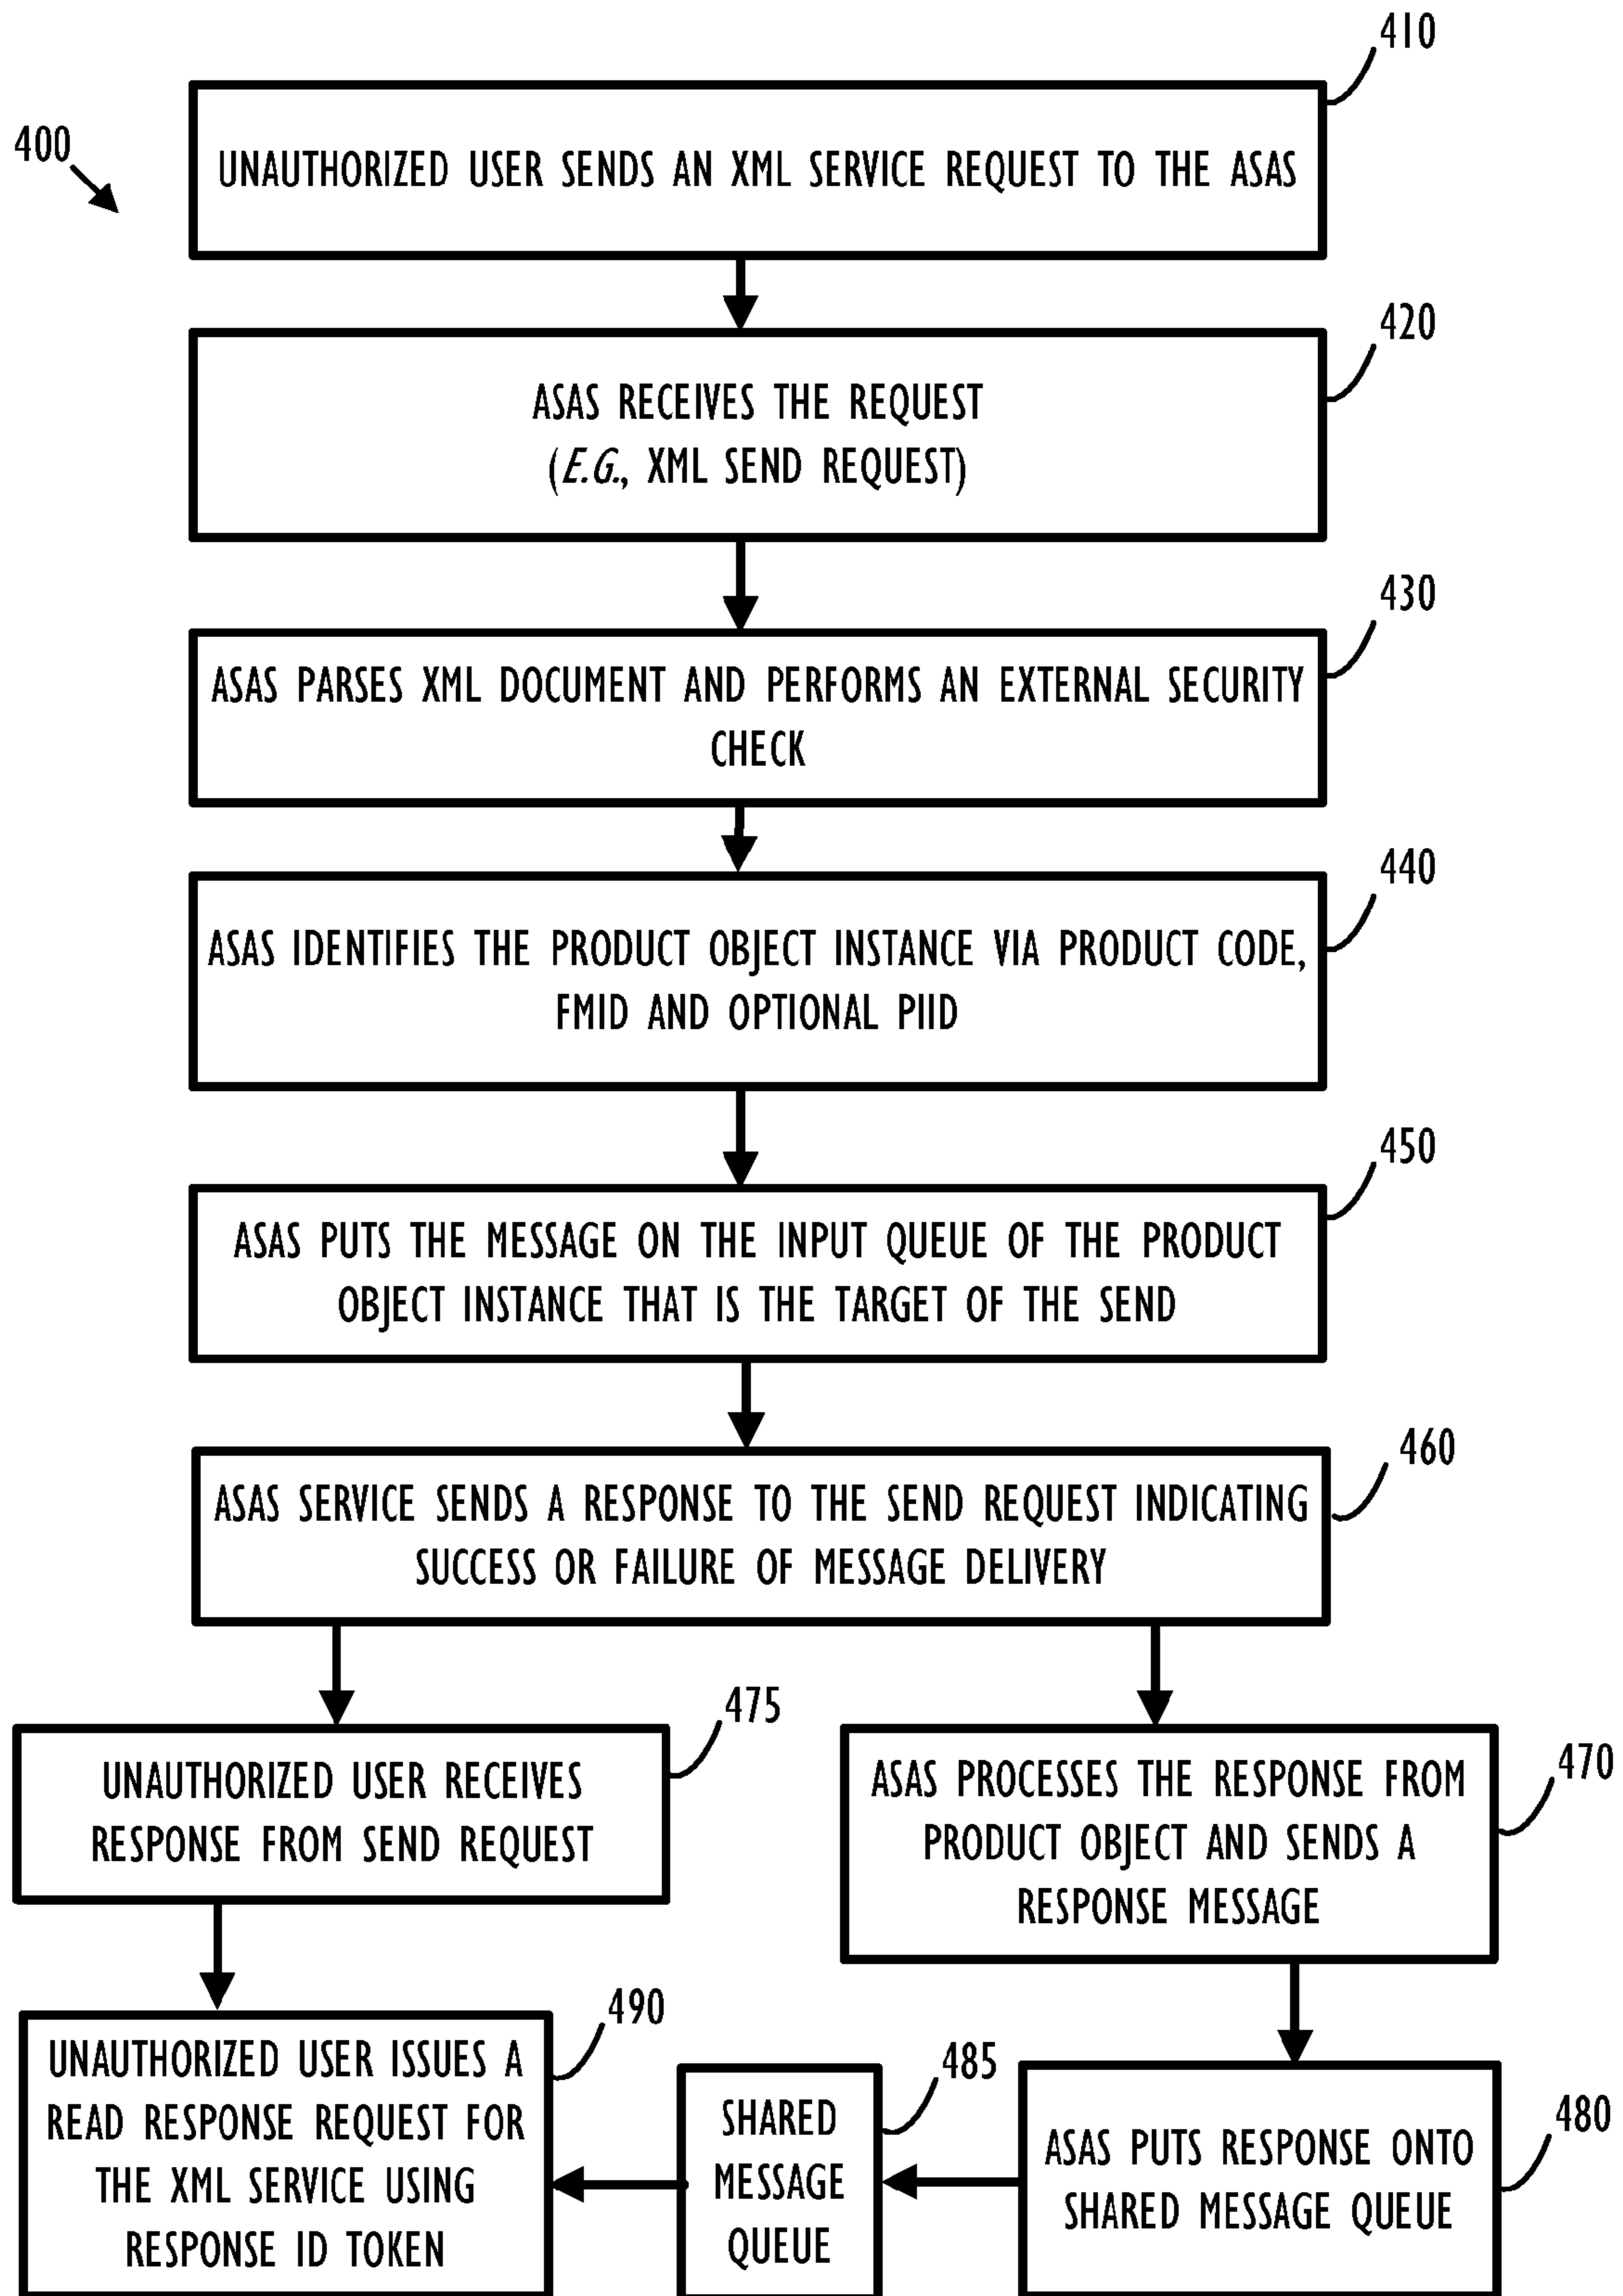 410
400
UNAUTHORIZED USER SENDS AN XML SERVICE REQUEST TO THE ASAS
420
ASAS RECEIVES THE REQUEST
(E.G., XML SEND REQUEST)
430
ASAS PARSES XML DOCUMENT AND PERFORMS AN EXTERNAL SECURITY
CHECK
440
ASAS IDENTIFIES THE PRODUCT OBJECT INSTANCE VIA PRODUCT CODE,
FMID AND OPTIONAL PIID
450
ASAS PUTS THE MESSAGE ON THE INPUT QUEUE OF THE PRODUCT
OBJECT INSTANCE THAT IS THE TARGET OF THE SEND
460
ASAS SERVICE SENDS A RESPONSE TO THE SEND REQUEST INDICATING
SUCCESS OR FAILURE OF MESSAGE DELIVERY
475
UNAUTHORIZED USER RECEIVES
RESPONSE FROM SEND REQUEST
470
ASAS PROCESSES THE RESPONSE FROM
PRODUCT OBJECT AND SENDS A
RESPONSE MESSAGE
490
UNAUTHORIZED USER ISSUES A
READ RESPONSE REQUEST FOR
THE XML SERVICE USING
RESPONSE ID TOKEN
485
SHARED
MESSAGE
QUEUE
480
ASAS PUTS RESPONSE ONTO
SHARED MESSAGE QUEUE